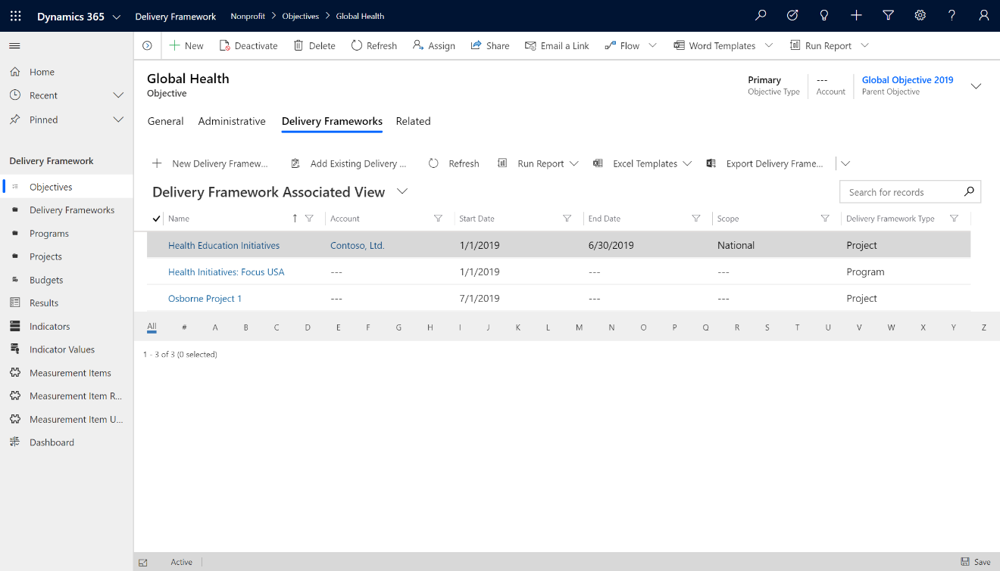 Dynamics 365 Delivery Framework Nonprofit > Objectives > Global Health
New Deactivate Delete Refresh Assign Share Email a Link Flow Word Templates Run Report
Home
Recent
Pinned
Delivery Framework
Objectives
Delivery Frameworks
Programs
Projects
Budgets
Results
Indicators
Indicator Values
Measurement Items
Measurement Item R...
Measurement Item U...
Dashboard
Global Health
Objective
Primary
Objective Type
---
Account
Global Objective 2019
Parent Objective
General Administrative Delivery Frameworks Related
New Delivery Framew... Add Existing Delivery ... Refresh Run Report Excel Templates Export Delivery Frame...
Delivery Framework Associated View
Search for records
Name Account Start Date End Date Scope Delivery Framework Type
Health Education Initiatives Contoso, Ltd. 1/1/2019 6/30/2019 National Project
Health Initiatives: Focus USA --- 1/1/2019 --- --- Program
Osborne Project 1 --- 7/1/2019 --- --- Project
All # A B C D E F G H I J K L M N O P Q R S T U V W X Y Z
1 - 3 of 3 (0 selected)
Active
Save